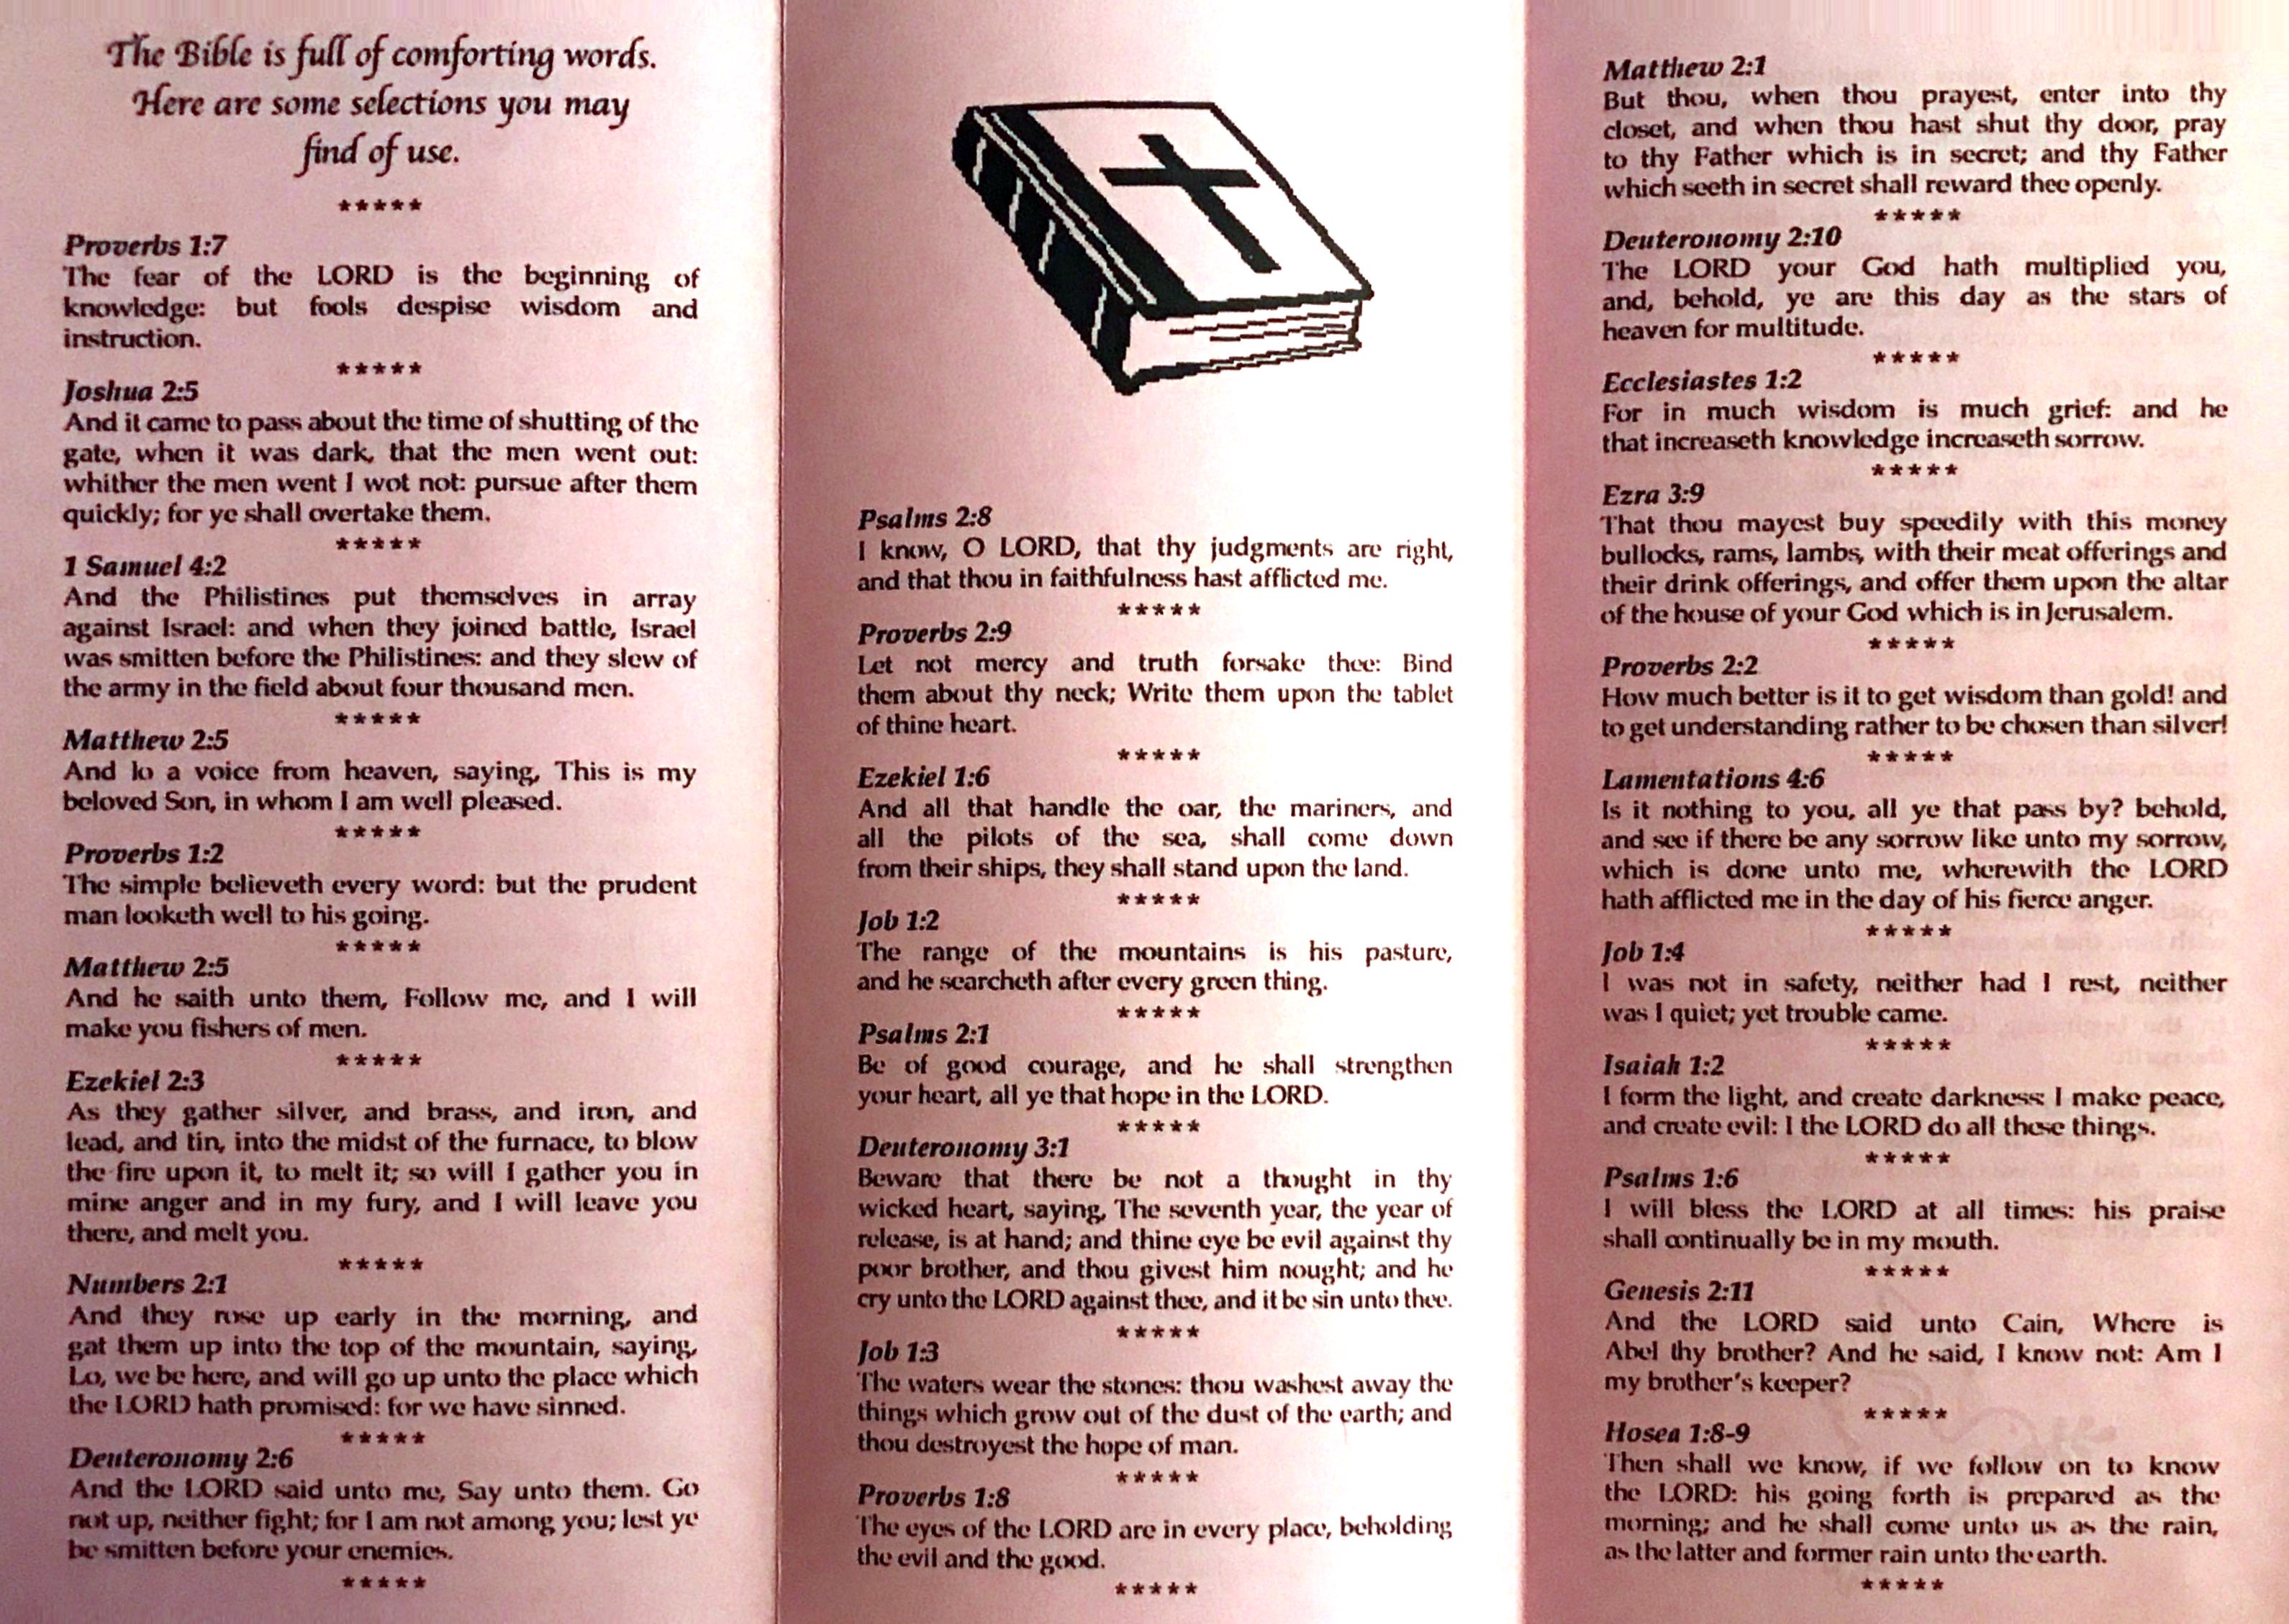 The Bible is full of comforting words.
Here are some selections you may
find of use.
*****
Proverbs 1:7
The fear of the LORD is the beginning of
knowledge: but fools despise wisdom and
instruction.
*****
Joshua 2:5
And it came to pass about the time of shutting of the
gate, when it was dark, that the men went out:
whither the men went I wot not: pursue after them
quickly; for ye shall overtake them.
*****
1 Samuel 4:2
And the Philistines put themselves in array
against Israel: and when they joined battle, Israel
was smitten before the Philistines: and they slew of
the army in the field about four thousand men.
*****
Matthew 2:5
And lo a voice from heaven, saying, This is my
beloved Son, in whom I am well pleased.
*****
Proverbs 1:2
The simple believeth every word: but the prudent
man looketh well to his going.
*****
Matthew 2:5
And he saith unto them, Follow me, and I will
make you fishers of men.
*****
Ezekiel 2:3
As they gather silver, and brass, and iron, and
lead, and tin, into the midst of the furnace, to blow
the fire upon it, to melt it; so will I gather you in
mine anger and in my fury, and I will leave you
there, and melt you.
*****
Numbers 2:1
And they rose up early in the morning, and
gat them up into the top of the mountain, saying,
Lo, we be here, and will go up unto the place which
the LORD hath promised: for we have sinned.
*****
Deuteronomy 2:6
And the LORD said unto me, Say unto them. Go
not up, neither fight; for I am not among you; lest ye
be smitten before your enemies.
*****
Psalms 2:8
I know, O LORD, that thy judgments are right,
and that thou in faithfulness hast afflicted me.
*****
Proverbs 2:9
Let not mercy and truth forsake thee: Bind
them about thy neck; Write them upon the tablet
of thine heart.
*****
Ezekiel 1:6
And all that handle the oar, the mariners, and
all the pilots of the sea, shall come down
from their ships, they shall stand upon the land.
*****
Job 1:2
The range of the mountains is his pasture,
and he searcheth after every green thing.
*****
Psalms 2:1
Be of good courage, and he shall strengthen
your heart, all ye that hope in the LORD.
*****
Deuteronomy 3:1
Beware that there be not a thought in thy
wicked heart, saying, The seventh year, the year of
release, is at hand; and thine eye be evil against thy
poor brother, and thou givest him nought; and he
cry unto the LORD against thee, and it be sin unto thee.
*****
Job 1:3
The waters wear the stones: thou washest away the
things which grow out of the dust of the earth; and
thou destroyest the hope of man.
*****
Proverbs 1:8
The eyes of the LORD are in every place, beholding
the evil and the good.
*****
Matthew 2:1
But thou, when thou prayest, enter into thy
closet, and when thou hast shut thy door, pray
to thy Father which is in secret; and thy Father
which seeth in secret shall reward thee openly.
*****
Deuteronomy 2:10
The LORD your God hath multiplied you,
and, behold, ye are this day as the stars of
heaven for multitude.
*****
Ecclesiastes 1:2
For in much wisdom is much grief: and he
that increaseth knowledge increaseth sorrow.
*****
Ezra 3:9
That thou mayest buy speedily with this money
bullocks, rams, lambs, with their meat offerings and
their drink offerings, and offer them upon the altar
of the house of your God which is in Jerusalem.
*****
Proverbs 2:2
How much better is it to get wisdom than gold! and
to get understanding rather to be chosen than silver!
*****
Lamentations 4:6
Is it nothing to you, all ye that pass by? behold,
and see if there be any sorrow like unto my sorrow,
which is done unto me, wherewith the LORD
hath afflicted me in the day of his fierce anger.
*****
Job 1:4
I was not in safety, neither had I rest, neither
was I quiet; yet trouble came.
*****
Isaiah 1:2
I form the light, and create darkness: I make peace,
and create evil: I the LORD do all these things.
*****
Psalms 1:6
I will bless the LORD at all times: his praise
shall continually be in my mouth.
*****
Genesis 2:11
And the LORD said unto Cain, Where is
Abel thy brother? And he said, I know not: Am I
my brother's keeper?
*****
Hosea 1:8-9
Then shall we know, if we follow on to know
the LORD: his going forth is prepared as the
morning; and he shall come unto us as the rain,
as the latter and former rain unto the earth.
*****